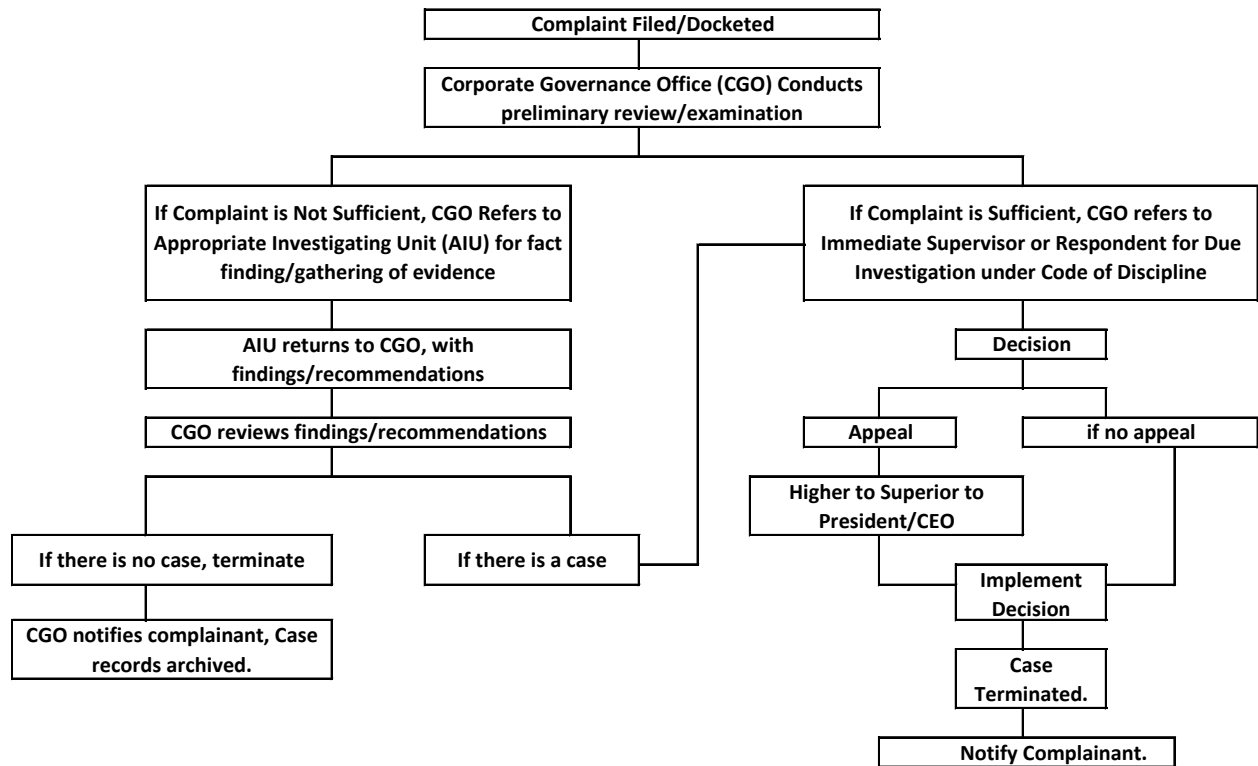 Complaint Filed/Docketed
Corporate Governance Office (CGO) Conducts
preliminary review/examination
If Complaint is Not Sufficient, CGO Refers to
Appropriate Investigating Unit (AIU) for fact
finding/gathering of evidence
If Complaint is Sufficient, CGO refers to
Immediate Supervisor or Respondent for Due
Investigation under Code of Discipline
AIU returns to CGO, with
findings/recommendations
Decision
CGO reviews findings/recommendations
Appeal
if no appeal
Higher to Superior to
President/CEO
If there is no case, terminate
If there is a case
Implement
Decision
CGO notifies complainant, Case
records archived.
Case
Terminated.
Notify Complainant.